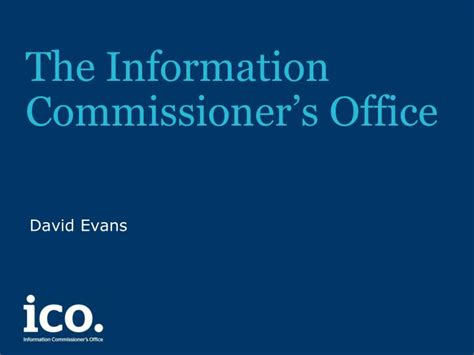 The Information
Commissioner’s Office
David Evans
ico.
Information Commissioner's Office